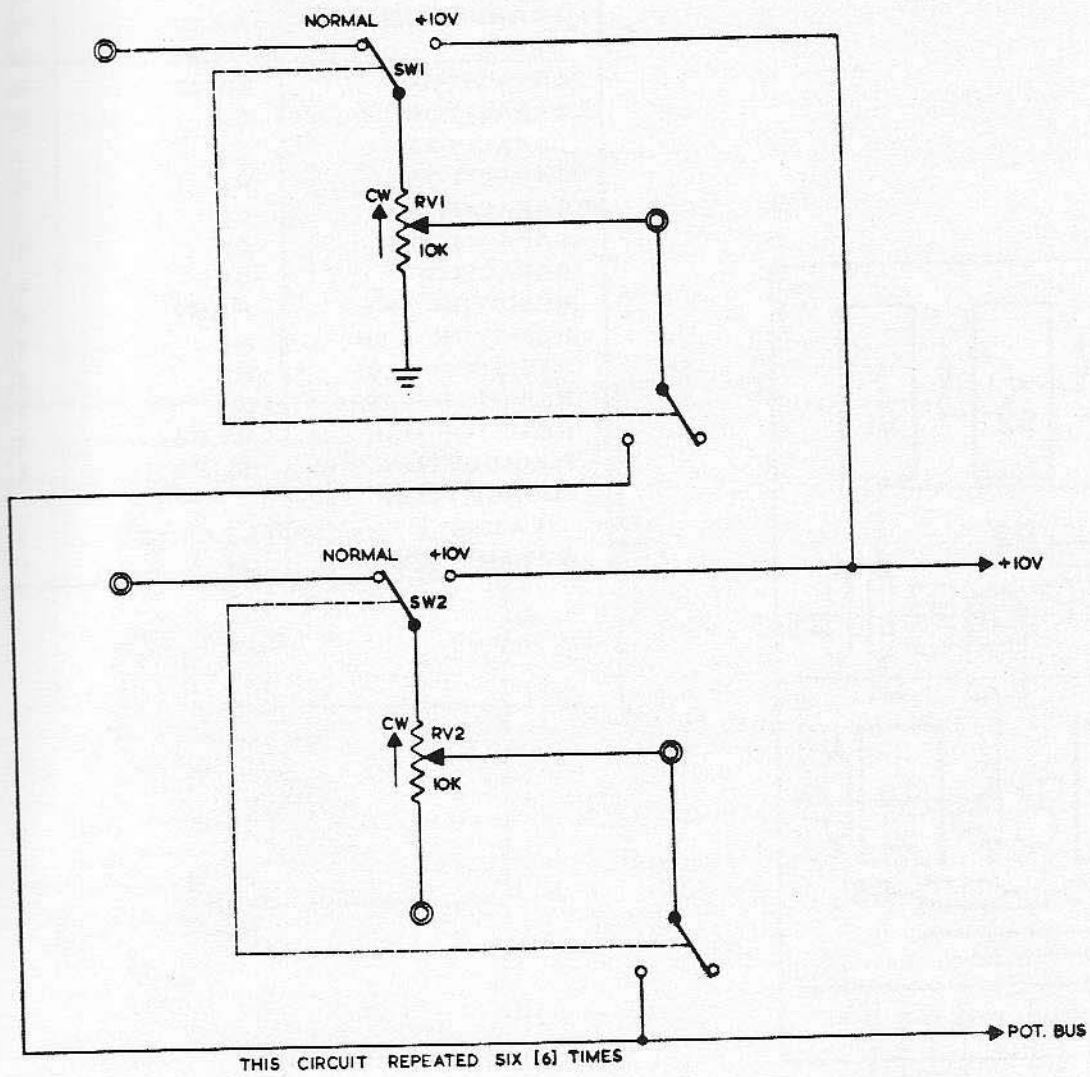 NORMAL +10V
SW1
CW RV1
10K
NORMAL +10V
+10V
SW2
CW RV2
10K
POT. BUS
THIS CIRCUIT REPEATED SIX [6] TIMES